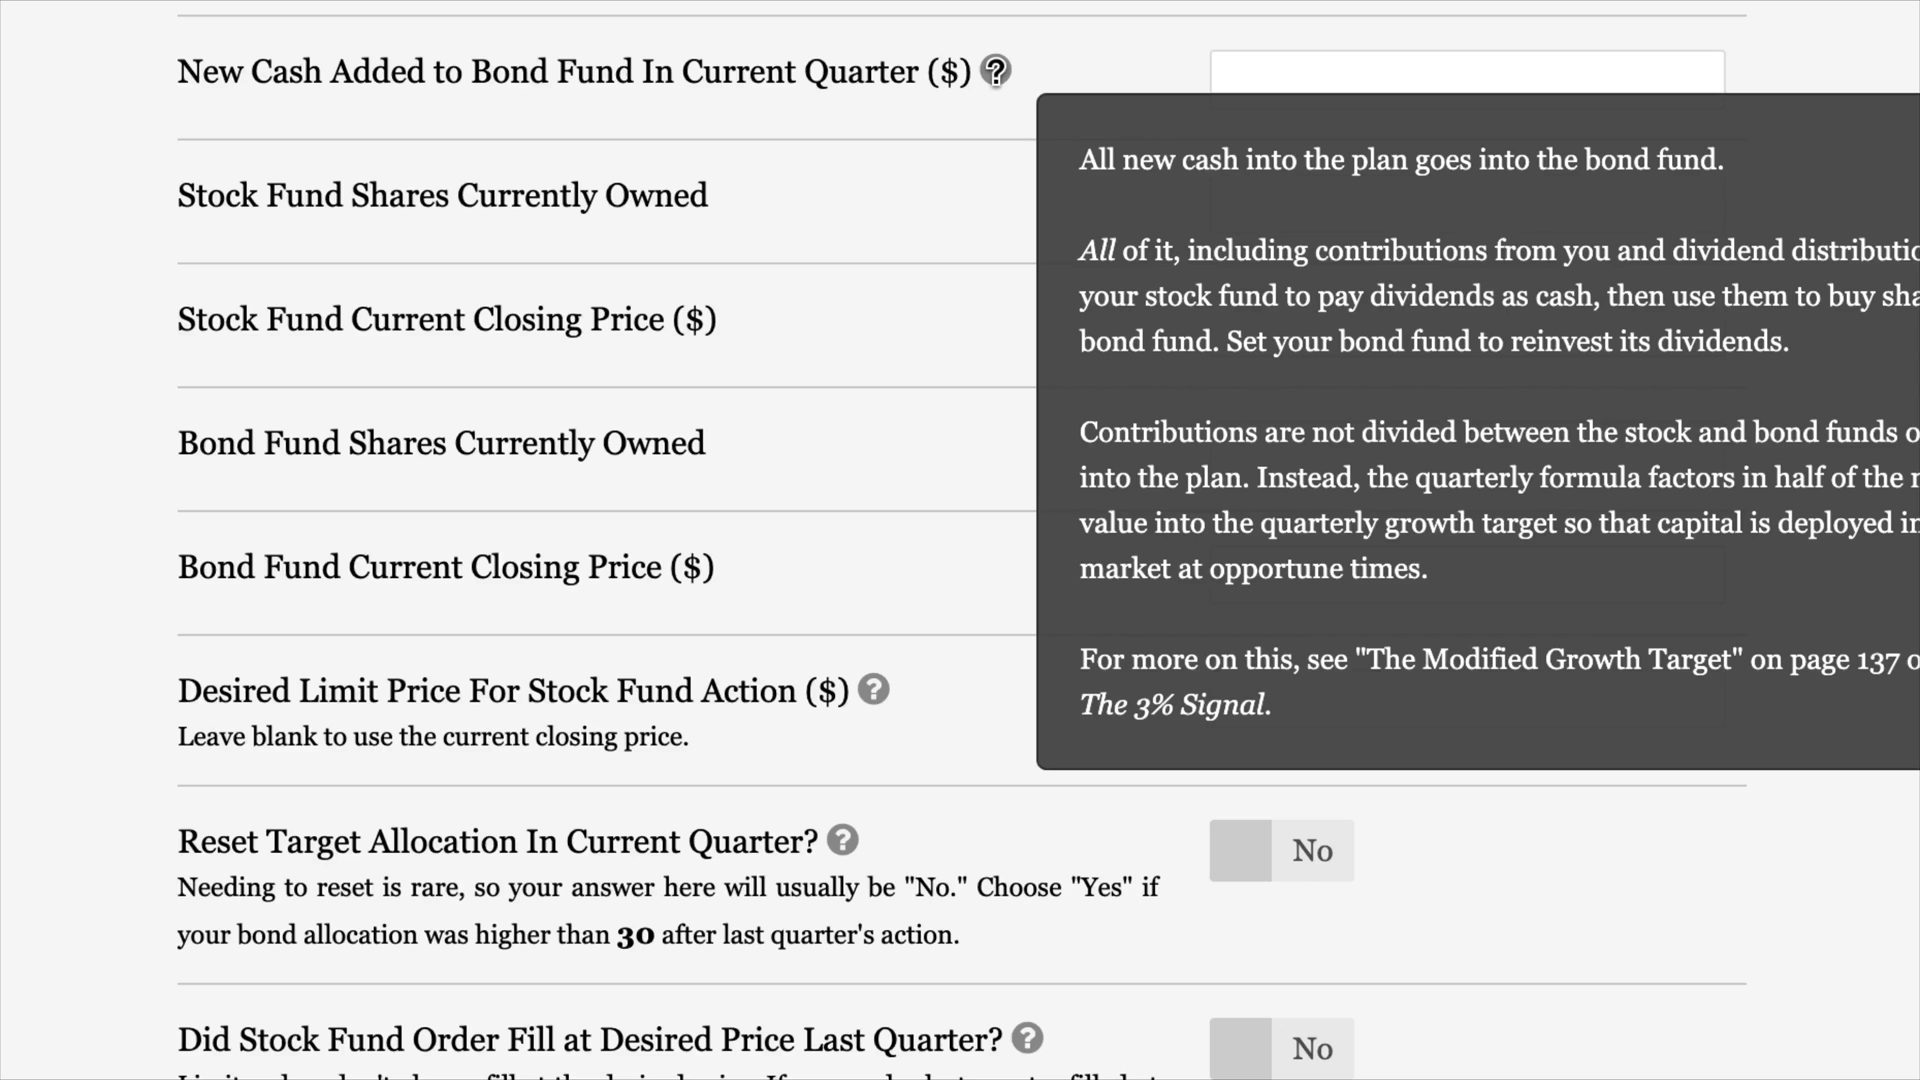 New Cash Added to Bond Fund In Current Quarter ($) ?
All new cash into the plan goes into the bond fund.
Stock Fund Shares Currently Owned
All of it, including contributions from you and dividend
your stock fund to pay dividends as cash, then use them to buy
bond fund. Set your bond fund to reinvest its dividends.
Stock Fund Current Closing Price ($)
Bond Fund Shares Currently Owned
Contributions are not divided between the stock and bond funds
into the plan. Instead, the quarterly formula factors in half of the
value into the quarterly growth target so that capital is deployed
market at opportune times.
Bond Fund Current Closing Price ($)
For more on this, see "The Modified Growth Target" on page 137
The 3% Signal.
Desired Limit Price For Stock Fund Action ($) ?
Leave blank to use the current closing price.
Reset Target Allocation In Current Quarter? ?
No
Needing to reset is rare, so your answer here will usually be "No." Choose "Yes" if
your bond allocation was higher than 30 after last quarter's action.
Did Stock Fund Order Fill at Desired Price Last Quarter? ?
No